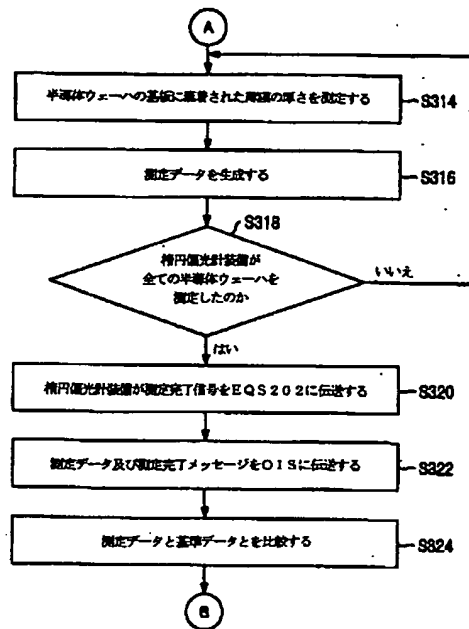 A
半導体ウェーハの基板に蒸着された薄膜の厚さを測定する
S314
測定データを生成する
S316
S318
楕円偏光計装備が
全ての半導体ウェーハを
測定したのか
いいえ
はい
楕円偏光計装備が測定完了信号をEQS202に伝送する
S320
測定データ及び測定完了メッセージをOISに伝送する
S322
測定データと基準データとを比較する
S324
B